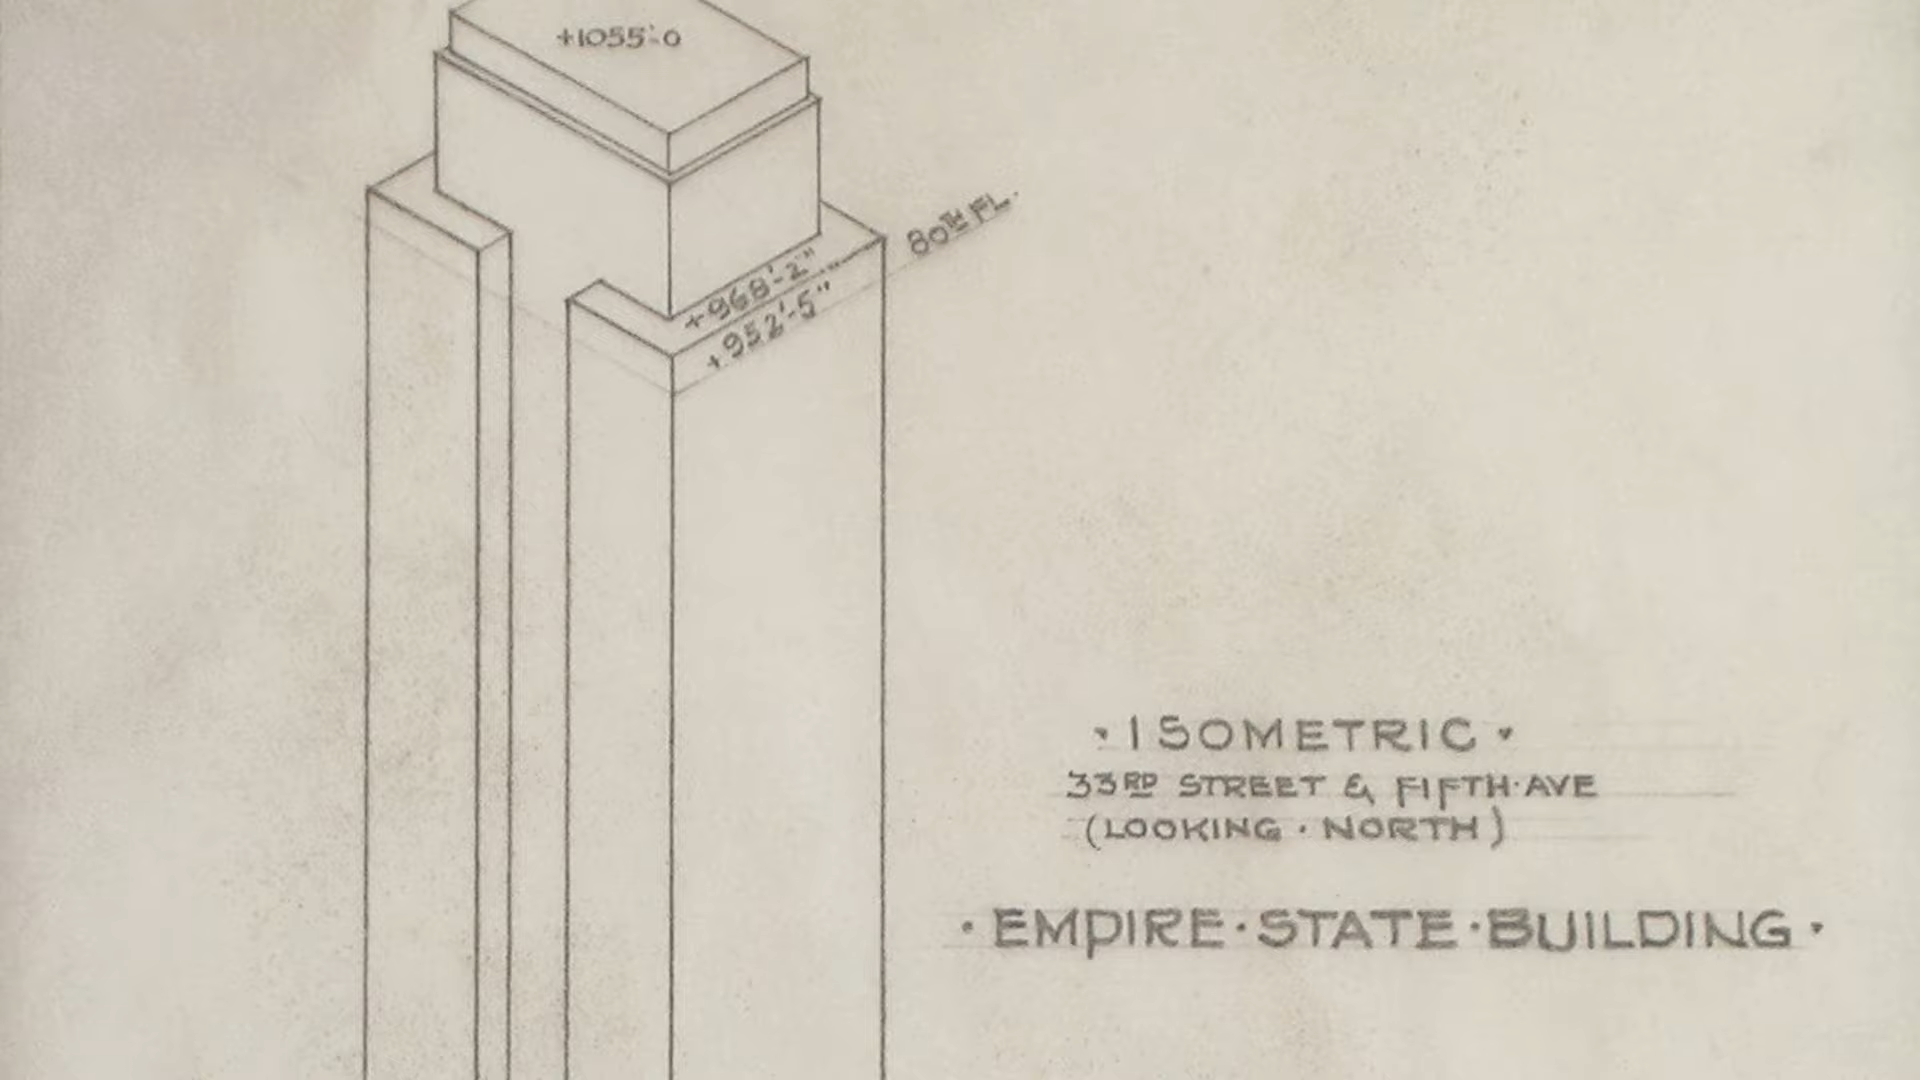 +1055'-0
80TH FL.
+968'-2"
+952'-5"
· ISOMETRIC ·
33RD STREET & FIFTH·AVE
(LOOKING · NORTH)
· EMPIRE · STATE · BUILDING ·